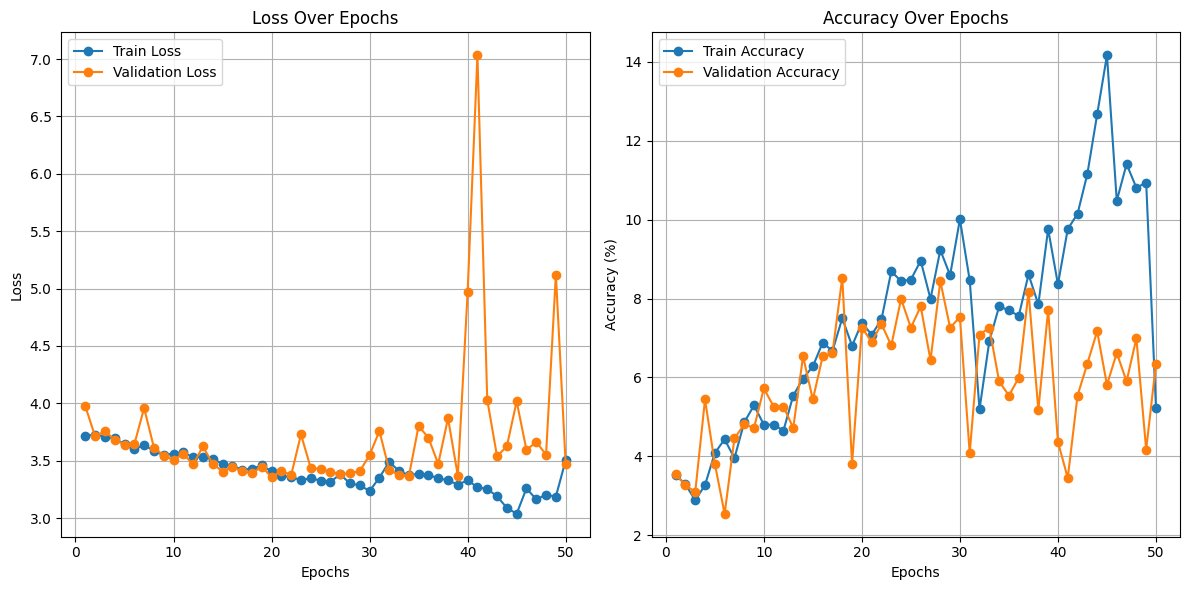 Loss Over Epochs
Train Loss
Validation Loss
7.0
6.5
6.0
5.5
5.0
4.5
4.0
3.5
3.0
Loss
0 10 20 30 40 50
Epochs
Accuracy Over Epochs
Train Accuracy
Validation Accuracy
14
12
10
8
6
4
2
Accuracy (%)
0 10 20 30 40 50
Epochs